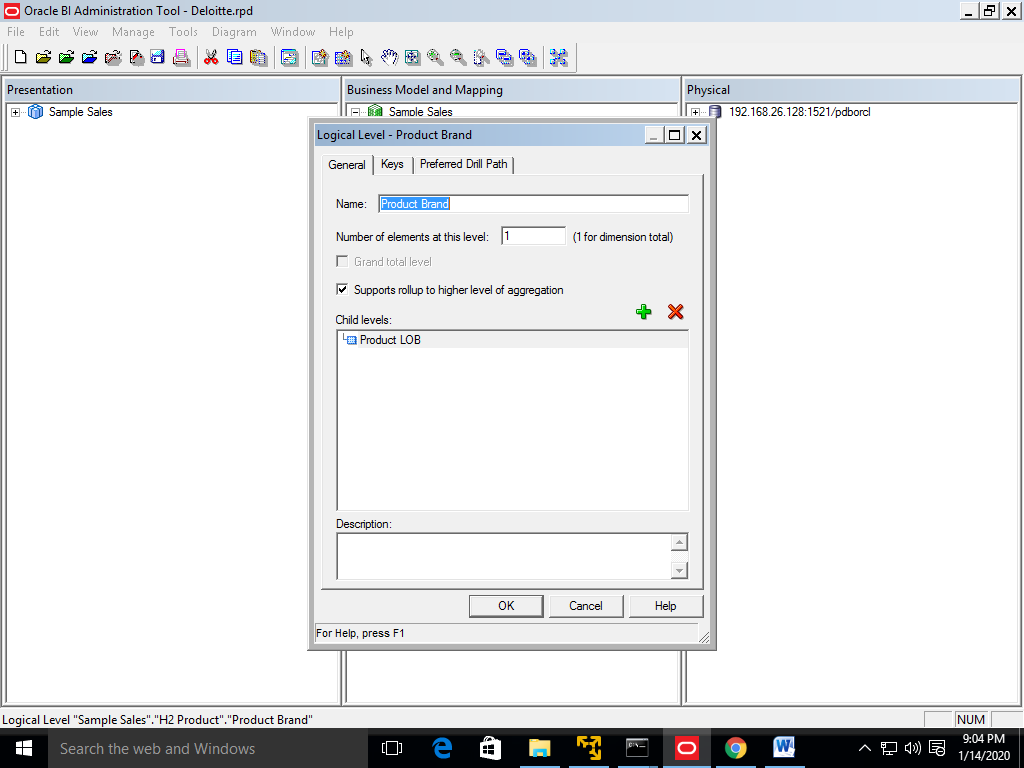 Oracle BI Administration Tool - Deloitte.rpd
File Edit View Manage Tools Diagram Window Help
Presentation
Business Model and Mapping
Physical
Sample Sales
Sample Sales
192.168.26.128:1521/pdborcl
Logical Level - Product Brand
General Keys Preferred Drill Path
Name: Product Brand
Number of elements at this level: 1 (1 for dimension total)
Grand total level
Supports rollup to higher level of aggregation
Child levels:
Product LOB
Description:
OK Cancel Help
For Help, press F1
Logical Level "Sample Sales"."H2 Product"."Product Brand"
NUM
Search the web and Windows
9:04 PM
1/14/2020